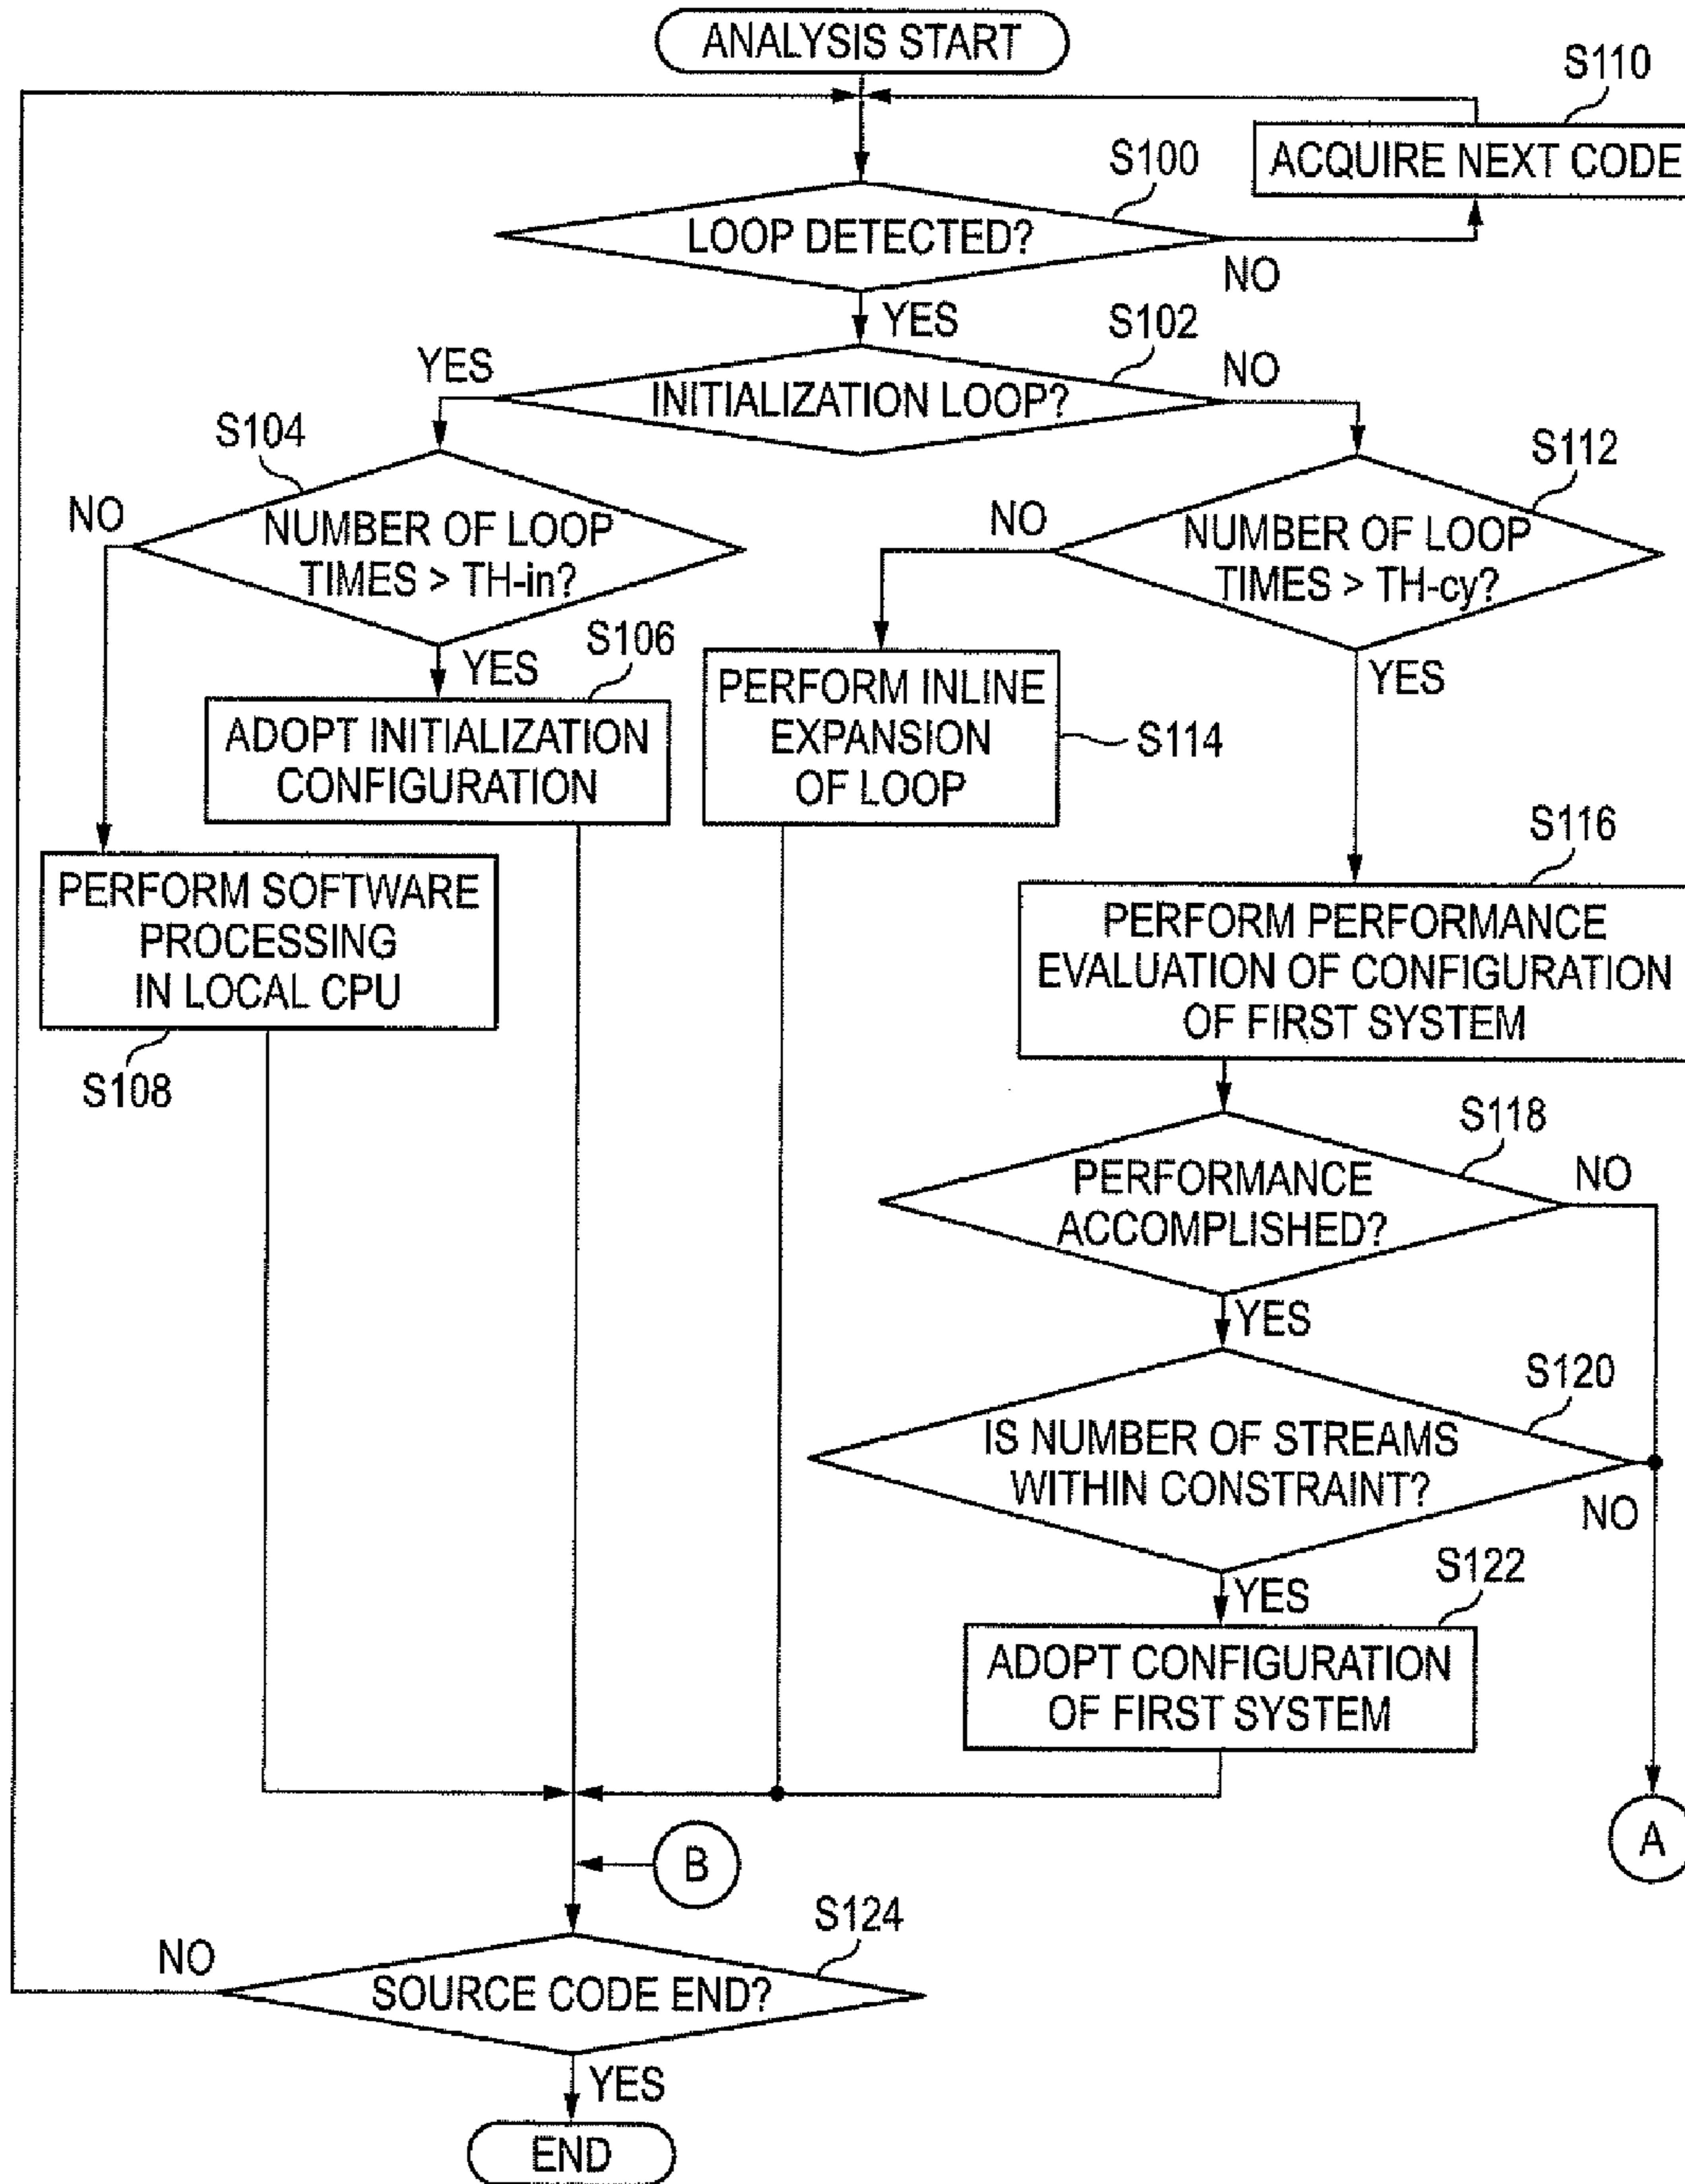 ANALYSIS START
S110
ACQUIRE NEXT CODE
S100
LOOP DETECTED?
NO
YES
S102
YES
INITIALIZATION LOOP?
NO
S104
NO
NUMBER OF LOOP
TIMES > TH-in?
YES
S112
NO
NUMBER OF LOOP
TIMES > TH-cy?
YES
S106
ADOPT INITIALIZATION
CONFIGURATION
PERFORM INLINE
EXPANSION
OF LOOP
S114
PERFORM SOFTWARE
PROCESSING
IN LOCAL CPU
S108
S116
PERFORM PERFORMANCE
EVALUATION OF CONFIGURATION
OF FIRST SYSTEM
S118
PERFORMANCE
ACCOMPLISHED?
NO
YES
S120
IS NUMBER OF STREAMS
WITHIN CONSTRAINT?
NO
YES
S122
ADOPT CONFIGURATION
OF FIRST SYSTEM
A
B
S124
NO
SOURCE CODE END?
YES
END